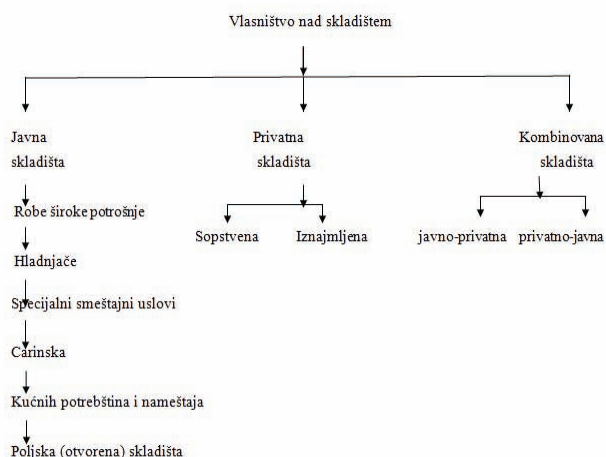 Vlasništvo nad skladištem
Javna
skladišta
Privatna
skladišta
Kombinovana
skladišta
Robe široke potrošnje
Sopstvena
Iznajmljena
javno-privatna
privatno-javna
Hladnjače
Specijalni smeštajni uslovi
Carinska
Kućnih potrebština i nameštaja
Poljska (otvorena) skladišta